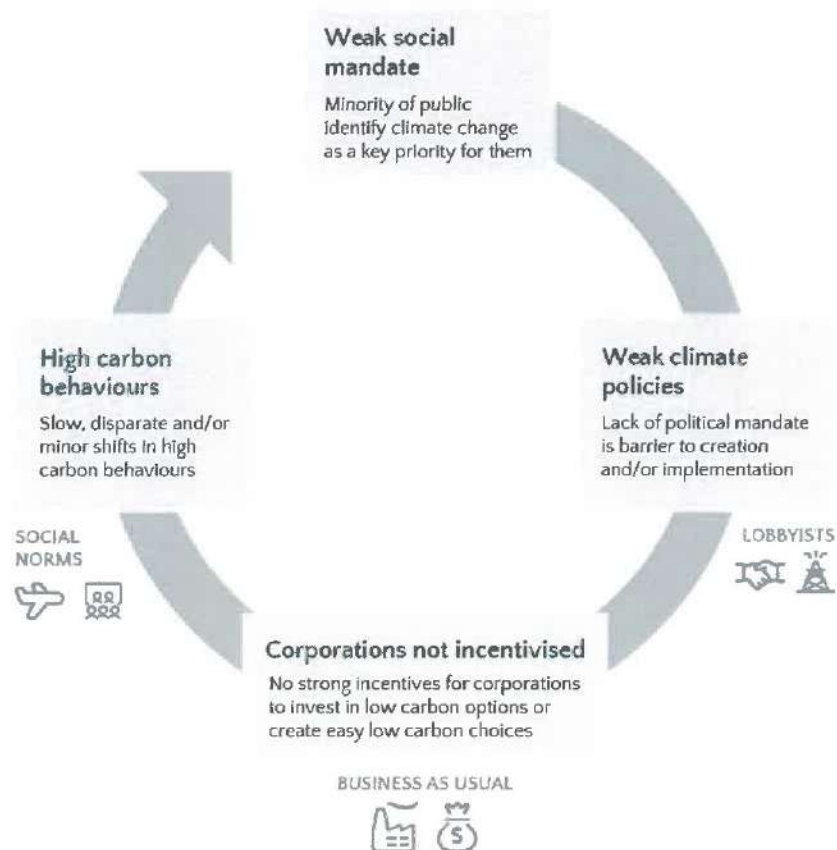 Weak social
mandate
Minority of public
identify climate change
as a key priority for them
Weak climate
policies
Lack of political mandate
is barrier to creation
and/or implementation
LOBBYISTS
Corporations not incentivised
No strong incentives for corporations
to invest in low carbon options or
create easy low carbon choices
BUSINESS AS USUAL
$
High carbon
behaviours
Slow, disparate and/or
minor shifts in high
carbon behaviours
SOCIAL
NORMS